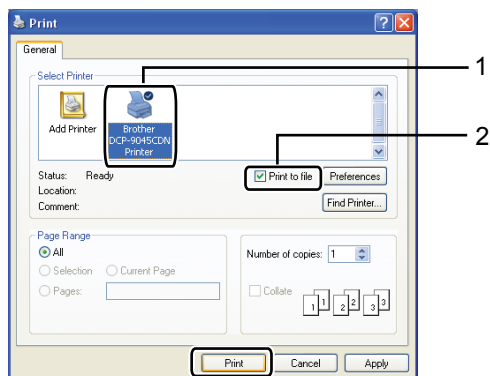 Print
General
Select Printer
1
Add Printer
Brother
DCP-9045CDN
Printer
2
Status: Ready
Print to file
Preferences
Location:
Comment:
Find Printer...
Page Range
All
Number of copies: 1
Selection
Current Page
Pages:
Collate
1 1 2 2 3 3
Print
Cancel
Apply